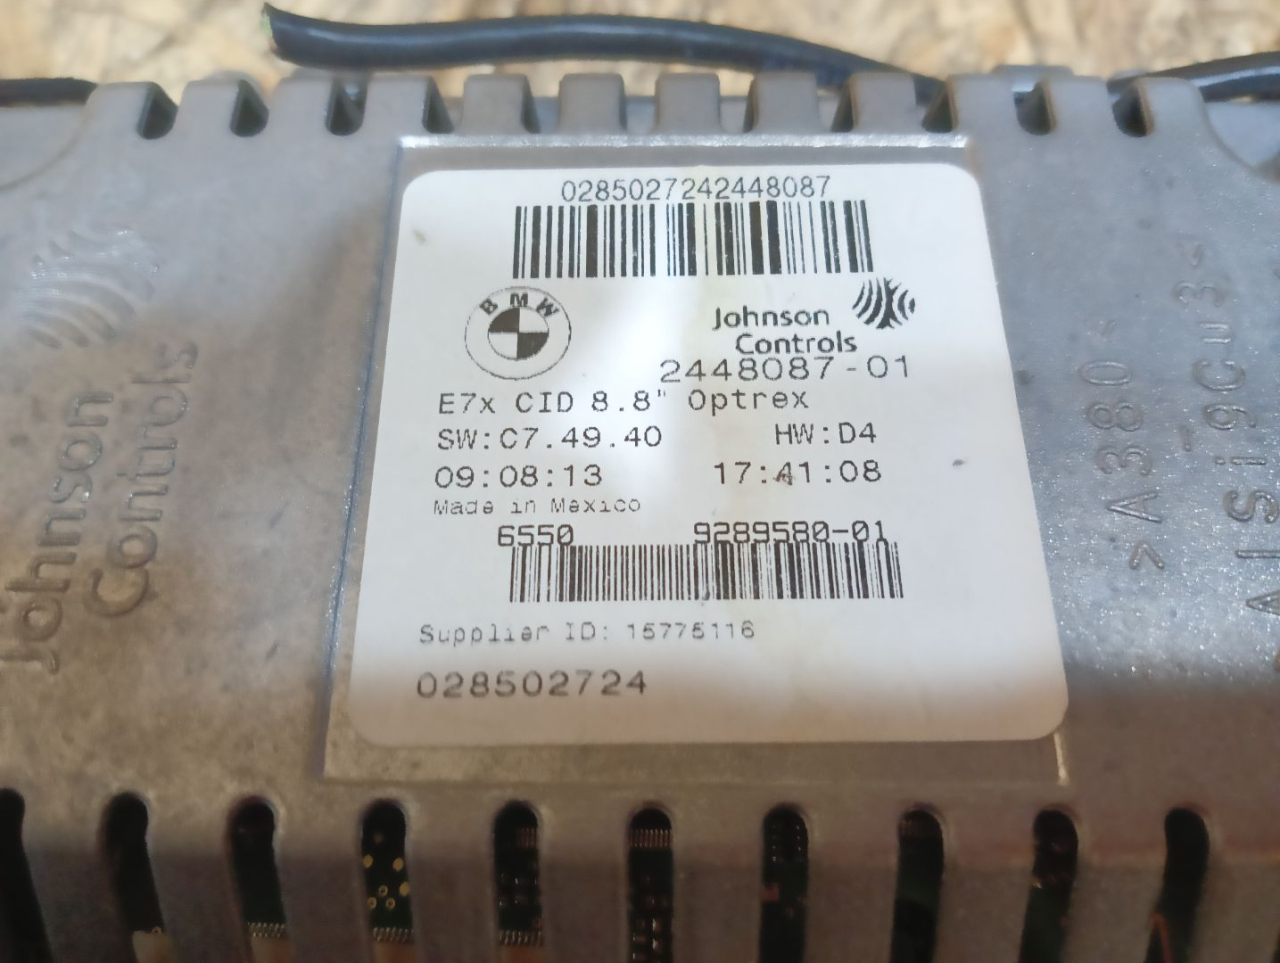 0285027242448087
BMW
Johnson
Controls
2448087-01
E7x CID 8.8" Optrex
SW:C7.49.40 HW:D4
09:08:13 17:41:08
Made in Mexico
6550 9289580-01
Supplier ID: 15775116
028502724
Johnson
Controls
>A380
AlSi9Cu3<